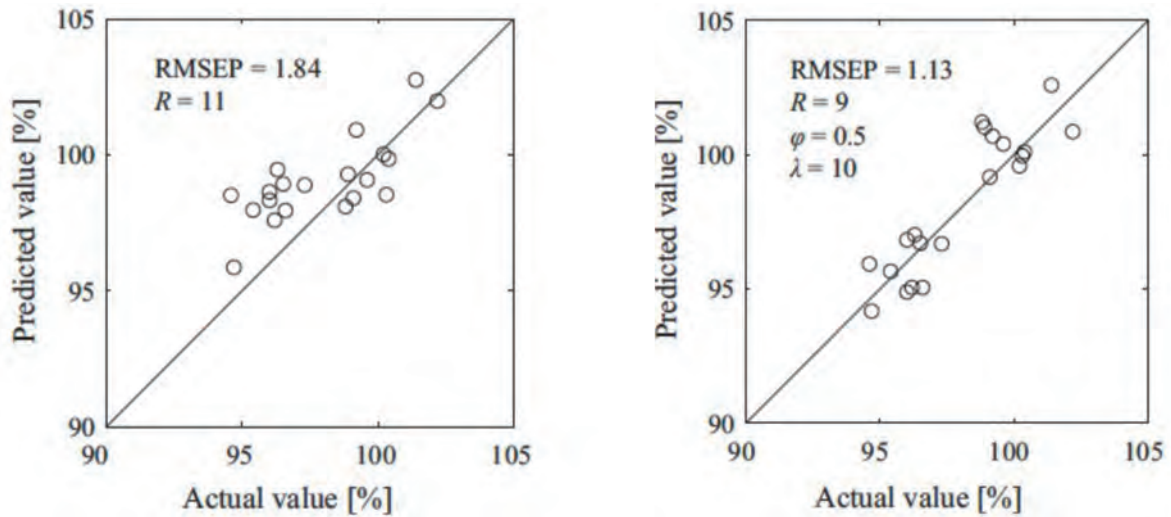 105
100
95
90
Predicted value [%]
RMSEP = 1.84
R = 11
90
95
100
105
Actual value [%]
105
100
95
90
Predicted value [%]
RMSEP = 1.13
R = 9
φ = 0.5
λ = 10
90
95
100
105
Actual value [%]